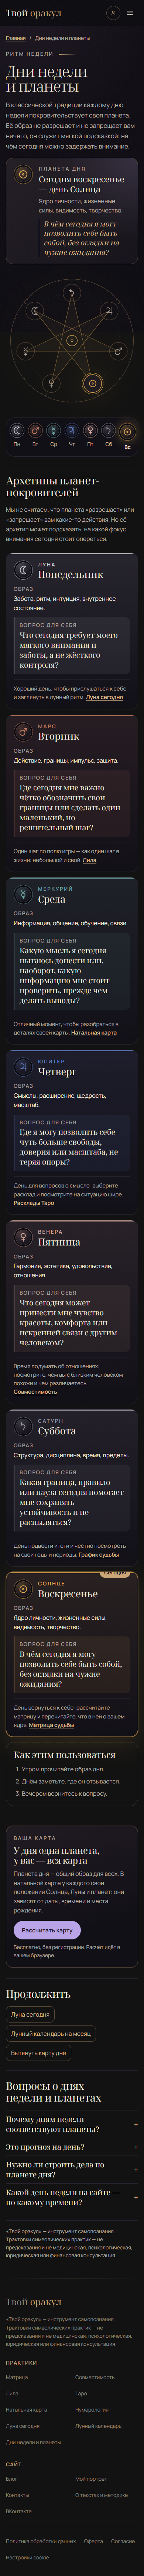 Твой оракул
Главная / Дни недели и планеты
РИТМ НЕДЕЛИ
Дни недели
и планеты
В классической традиции каждому дню
недели покровительствует своя планета.
Её образ не разрешает и не запрещает вам
ничего, он служит мягкой подсказкой: на
чём сегодня можно задержать внимание.
ПЛАНЕТА ДНЯ
Сегодня воскресенье
— день Солнца
Ядро личности, жизненные
силы, видимость, творчество.
В чём сегодня я могу
позволить себе быть
собой, без оглядки на
чужие ожидания?
Пн Вт Ср Чт Пт Сб Вс
Архетипы планет-
покровителей
Мы не считаем, что планета «разрешает» или
«запрещает» вам какие-то действия. Но её
архетип может подсказать, на какой фокус
внимания сегодня стоит опереться.
ЛУНА
Понедельник
ОБРАЗ
Забота, ритм, интуиция, внутреннее
состояние.
ВОПРОС ДЛЯ СЕБЯ
Что сегодня требует моего
мягкого внимания и
заботы, а не жёсткого
контроля?
Хороший день, чтобы прислушаться к себе
и заглянуть в лунный ритм. Луна сегодня
МАРС
Вторник
ОБРАЗ
Действие, границы, импульс, защита.
ВОПРОС ДЛЯ СЕБЯ
Где сегодня мне важно
чётко обозначить свои
границы или сделать один
маленький, но
решительный шаг?
Один шаг по полю игры — как один шаг в
жизни: небольшой и свой. Лила
МЕРКУРИЙ
Среда
ОБРАЗ
Информация, общение, обучение, связи.
ВОПРОС ДЛЯ СЕБЯ
Какую мысль я сегодня
пытаюсь донести или,
наоборот, какую
информацию мне стоит
проверить, прежде чем
делать выводы?
Отличный момент, чтобы разобраться в
деталях своей карты. Натальная карта
ЮПИТЕР
Четверг
ОБРАЗ
Смыслы, расширение, щедрость,
масштаб.
ВОПРОС ДЛЯ СЕБЯ
Где я могу позволить себе
чуть больше свободы,
доверия или масштаба, не
теряя опоры?
День для вопросов о смысле: выберите
расклад и посмотрите на ситуацию шире.
Расклады Таро
ВЕНЕРА
Пятница
ОБРАЗ
Гармония, эстетика, удовольствие,
отношения.
ВОПРОС ДЛЯ СЕБЯ
Что сегодня может
принести мне чувство
красоты, комфорта или
искренней связи с другим
человеком?
Время подумать об отношениях:
посмотрите, чем вы с близким человеком
похожи и чем различаетесь.
Совместимость
САТУРН
Суббота
ОБРАЗ
Структура, дисциплина, время, пределы.
ВОПРОС ДЛЯ СЕБЯ
Какая граница, правило
или пауза сегодня помогает
мне сохранять
устойчивость и не
распыляться?
День подвести итоги и честно посмотреть
на свои годы и периоды. График судьбы
СЕГОДНЯ
СОЛНЦЕ
Воскресенье
ОБРАЗ
Ядро личности, жизненные силы,
видимость, творчество.
ВОПРОС ДЛЯ СЕБЯ
В чём сегодня я могу
позволить себе быть собой,
без оглядки на чужие
ожидания?
День вернуться к себе: рассчитайте
матрицу и перечитайте, что в ней о вашем
ядре. Матрица судьбы
Как этим пользоваться
1. Утром прочитайте образ дня.
2. Днём заметьте, где он отзывается.
3. Вечером вернитесь к вопросу.
ВАША КАРТА
У дня одна планета,
у вас — вся карта
Планета дня — общий образ для всех. В
натальной карте у каждого свои
положения Солнца, Луны и планет: они
зависят от даты, времени и места
рождения.
Рассчитать карту
Бесплатно, без регистрации. Расчёт идёт в
вашем браузере.
Продолжить
Луна сегодня
Лунный календарь на месяц
Вытянуть карту дня
Вопросы о днях
недели и планетах
Почему дням недели
соответствуют планеты?
Это прогноз на день?
Нужно ли строить дела по
планете дня?
Какой день недели на сайте —
по какому времени?
«Твой оракул» — инструмент самопознания.
Трактовки символических практик — не
предсказания и не медицинская, психологическая,
юридическая или финансовая консультация.
Твой оракул
«Твой оракул» — инструмент самопознания.
Трактовки символических практик — не предсказания
и не медицинская, психологическая,
юридическая или финансовая консультация.
ПРАКТИКИ
Матрица Совместимость
Лила Таро
Натальная карта Нумерология
Луна сегодня Лунный календарь
Дни недели и планеты
САЙТ
Блог Мой портрет
Контакты О текстах и методике
ВКонтакте
Политика обработки данных Оферта Согласие
Настройки cookie